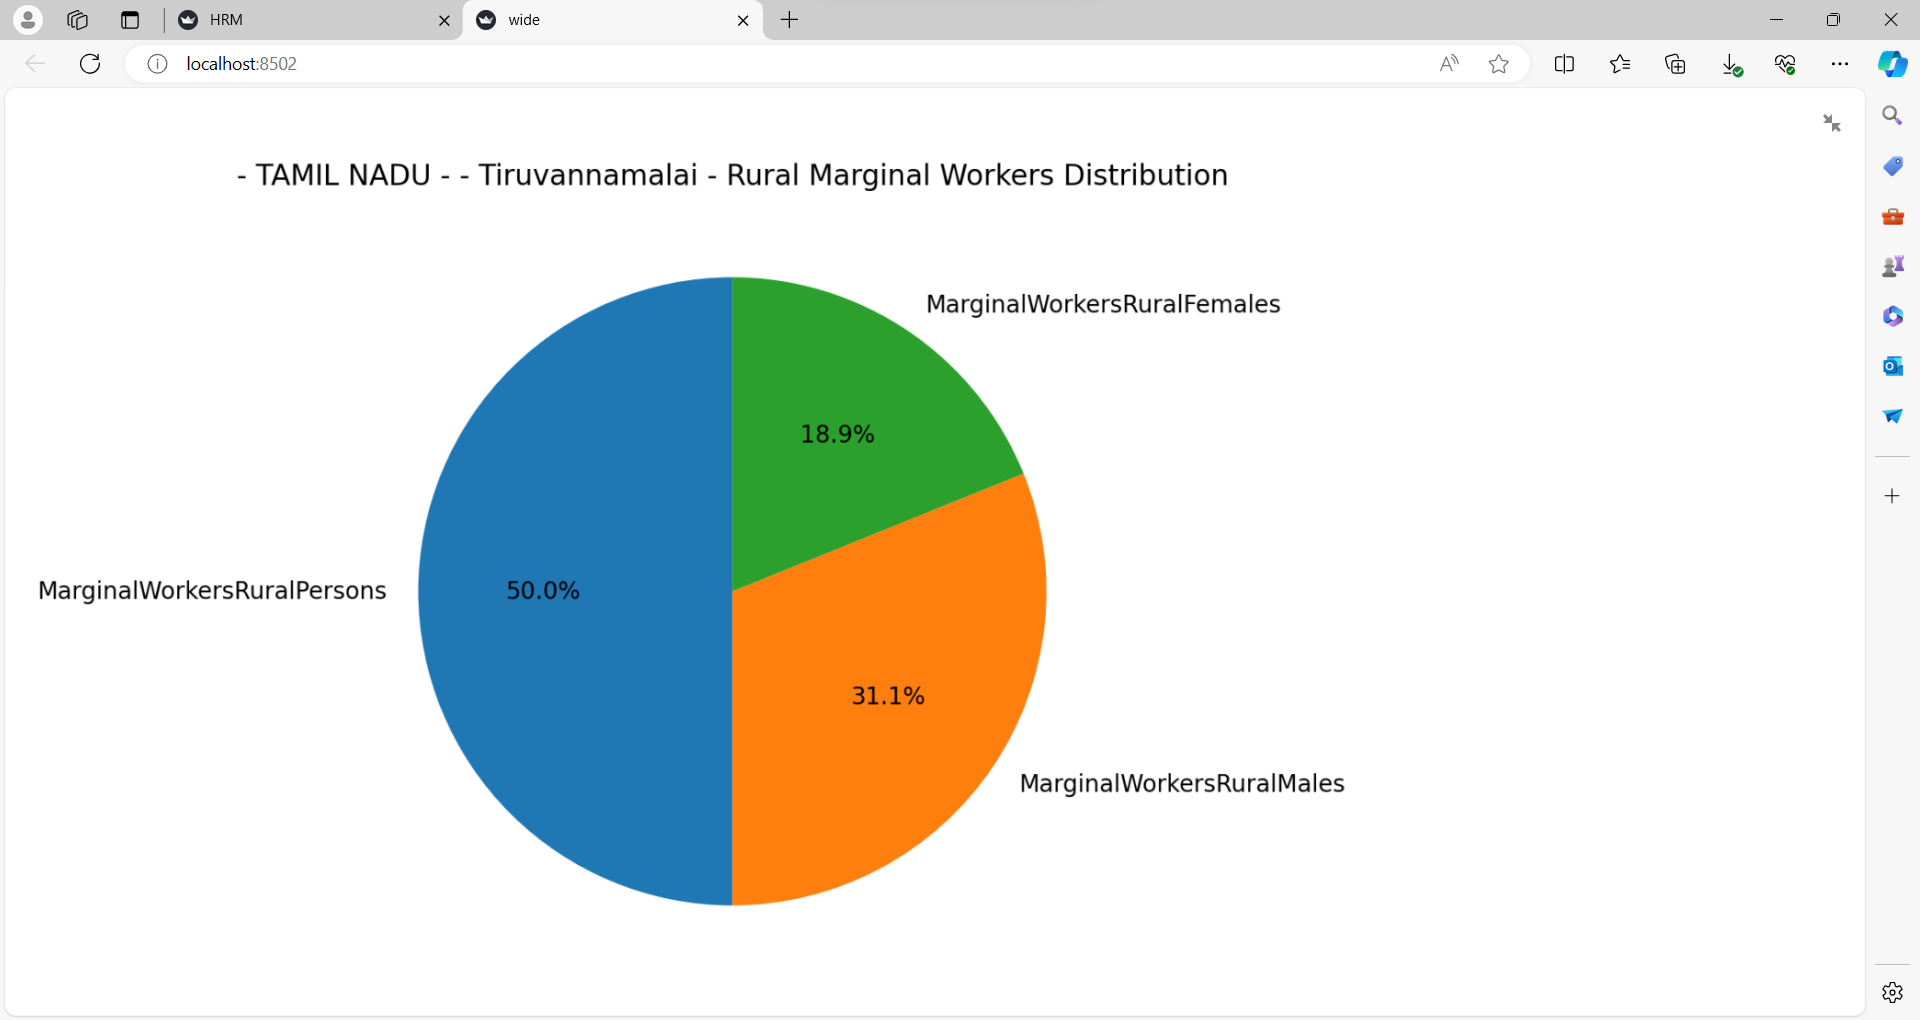 HRM
wide
localhost:8502
- TAMIL NADU - - Tiruvannamalai - Rural Marginal Workers Distribution
MarginalWorkersRuralFemales
18.9%
MarginalWorkersRuralPersons
50.0%
31.1%
MarginalWorkersRuralMales